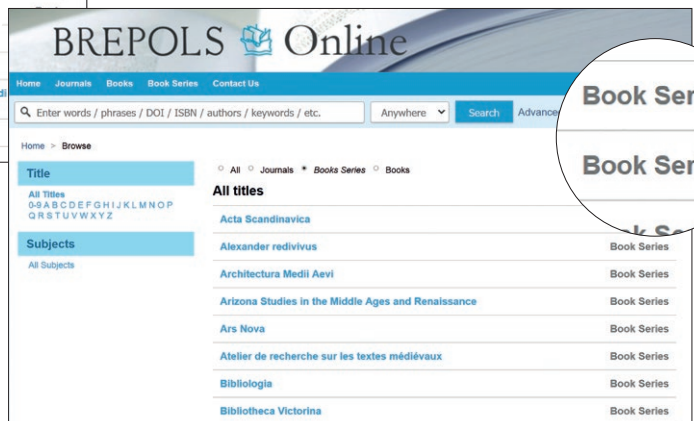 BREPOLS Online
Home Journals Books Book Series Contact Us
Enter words / phrases / DOI / ISBN / authors / keywords / etc. Anywhere Search Advance
Home > Browse
Title
All Titles
0-9 A B C D E F G H I J K L M N O P
Q R S T U V W X Y Z
Subjects
All Subjects
All Journals Books Series Books
All titles
Acta Scandinavica
Alexander redivivus Book Series
Architectura Medii Aevi Book Series
Arizona Studies in the Middle Ages and Renaissance Book Series
Ars Nova Book Series
Atelier de recherche sur les textes médiévaux Book Series
Bibliologia Book Series
Bibliotheca Victorina Book Series
Book Ser
Book Ser